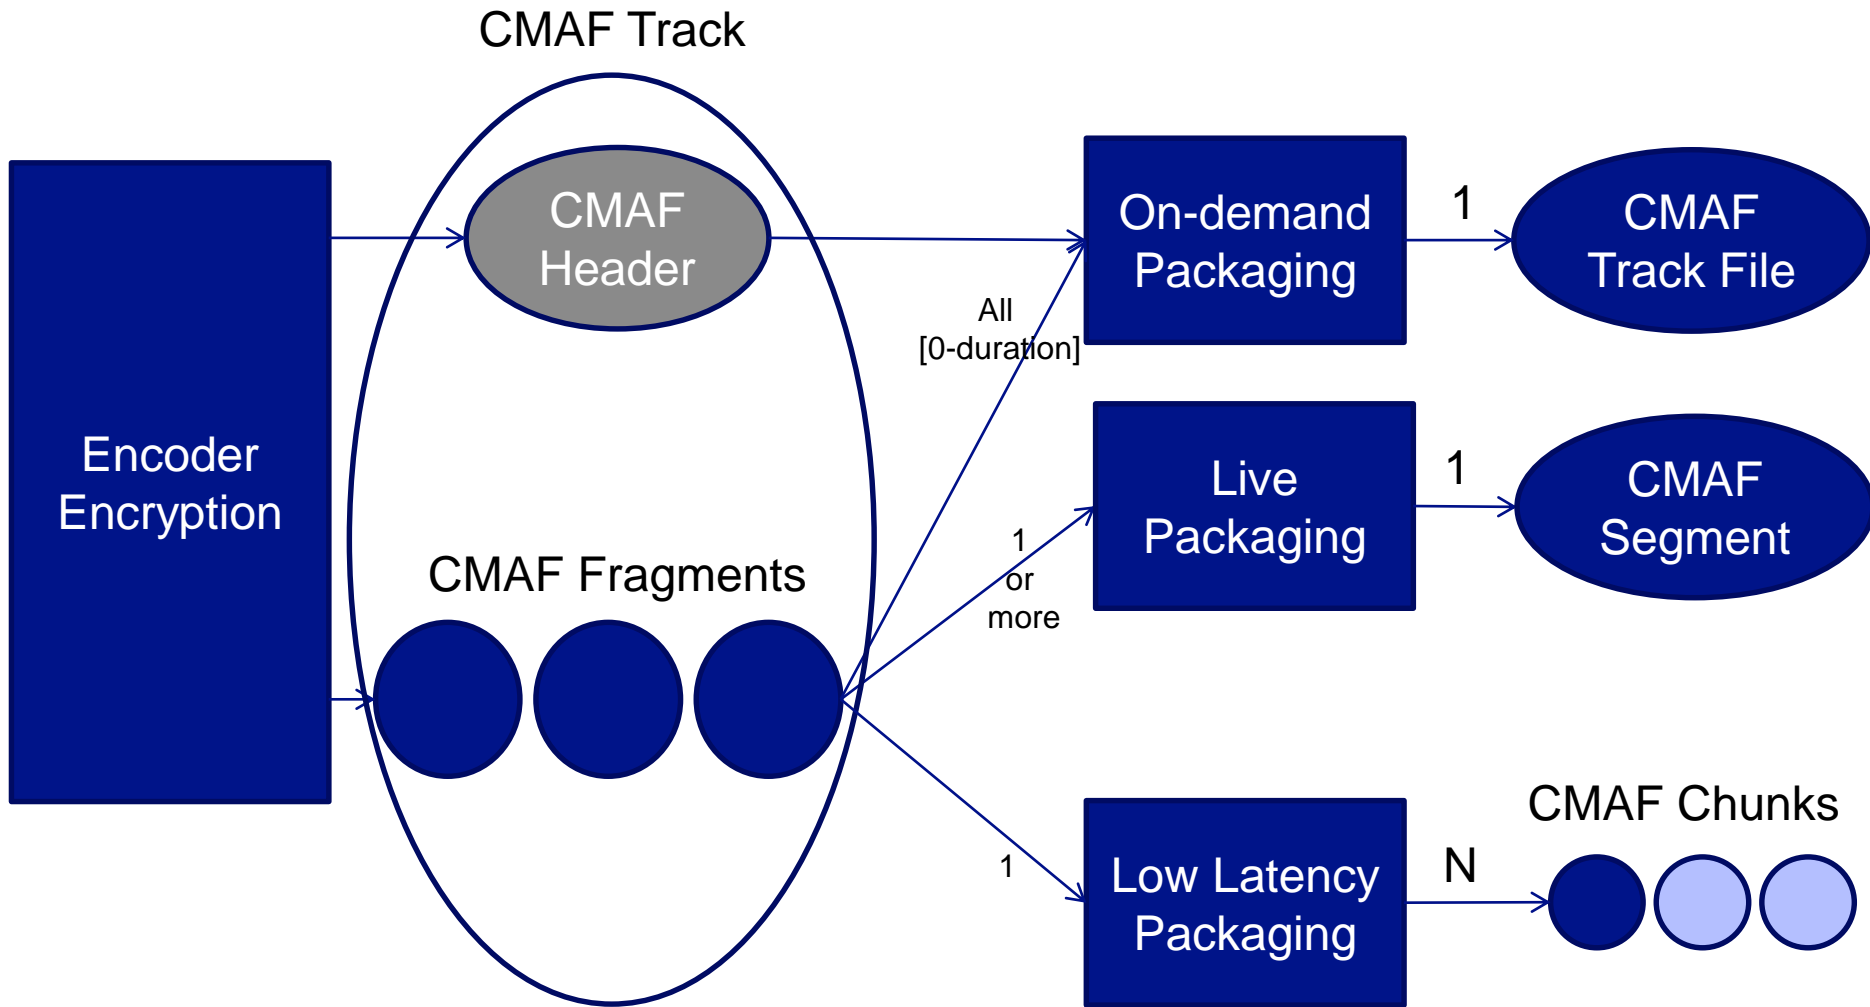 CMAF Track
Encoder
Encryption
CMAF
Header
CMAF Fragments
All
[0-duration]
1
or
more
1
On-demand
Packaging
1
CMAF
Track File
Live
Packaging
1
CMAF
Segment
Low Latency
Packaging
N
CMAF Chunks